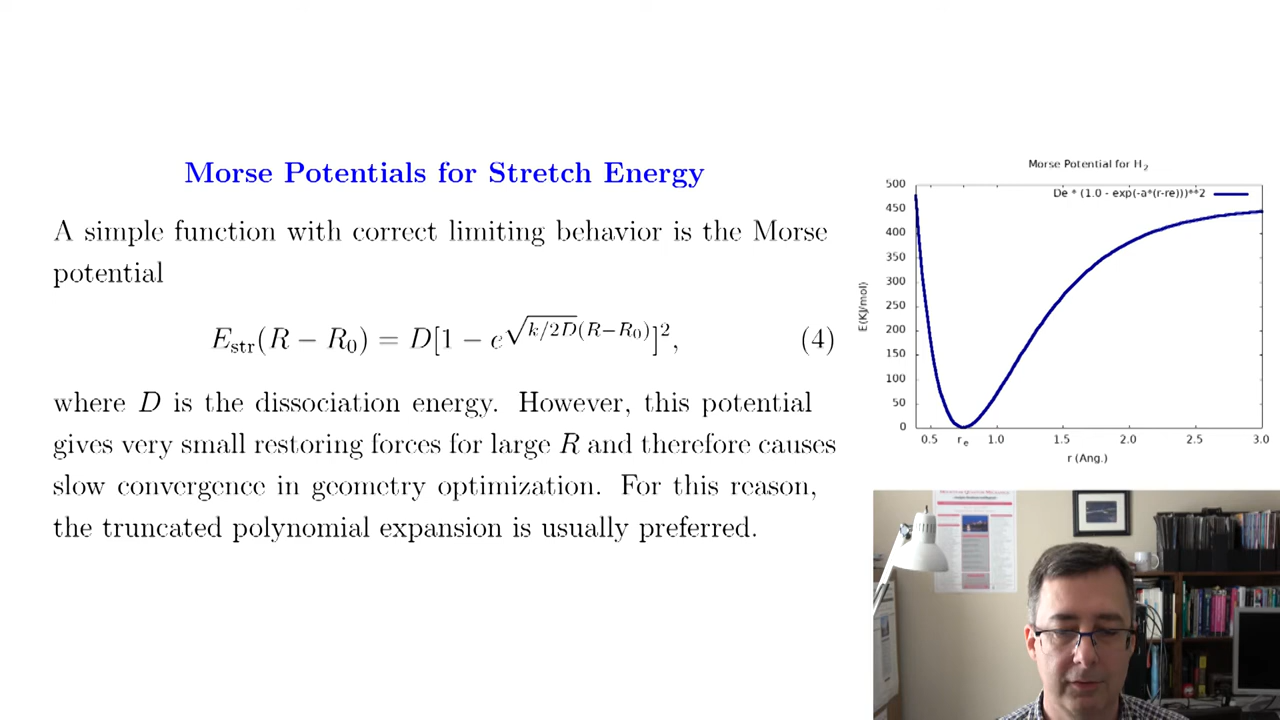 Morse Potentials for Stretch Energy
A simple function with correct limiting behavior is the Morse
potential
E_str(R − R_0) = D[1 − e^{√(k/2D)(R−R_0)}]^2, (4)
where D is the dissociation energy. However, this potential
gives very small restoring forces for large R and therefore causes
slow convergence in geometry optimization. For this reason,
the truncated polynomial expansion is usually preferred.
Morse Potential for H_2
De * (1.0 - exp(-a*(r-re)))**2
500
450
400
350
300
250
200
150
100
50
0
E(KJ/mol)
0.5 r_e 1.0 1.5 2.0 2.5 3.0
r (Ang.)